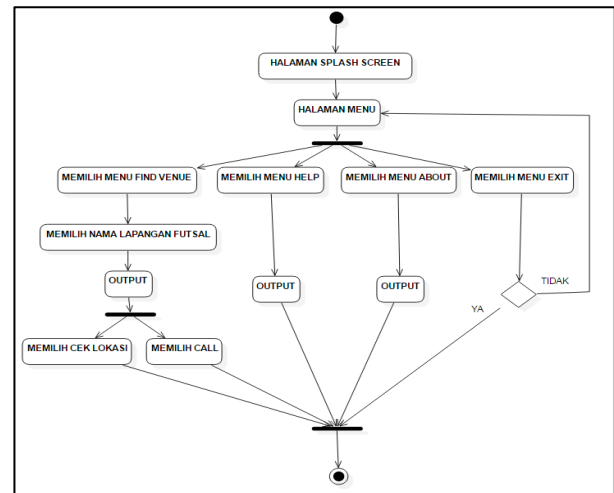 HALAMAN SPLASH SCREEN
HALAMAN MENU
MEMILIH MENU FIND VENUE
MEMILIH MENU HELP
MEMILIH MENU ABOUT
MEMILIH MENU EXIT
MEMILIH NAMA LAPANGAN FUTSAL
OUTPUT
OUTPUT
OUTPUT
TIDAK
YA
MEMILIH CEK LOKASI
MEMILIH CALL